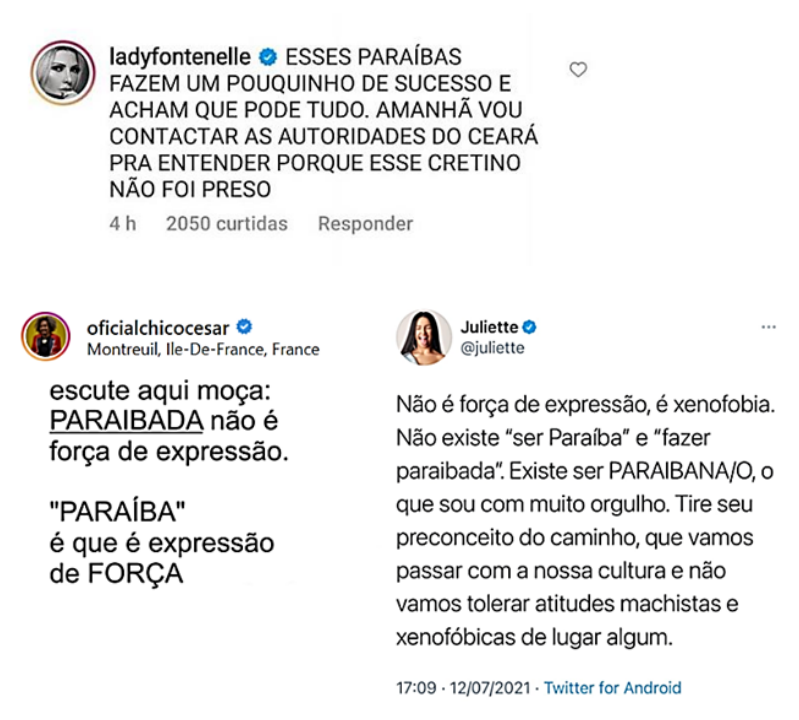 ladyfontenelle ESSES PARAÍBAS
FAZEM UM POUQUINHO DE SUCESSO E
ACHAM QUE PODE TUDO. AMANHÃ VOU
CONTACTAR AS AUTORIDADES DO CEARÁ
PRA ENTENDER PORQUE ESSE CRETINO
NÃO FOI PRESO
4 h 2050 curtidas Responder
oficialchicocesar
Montreuil, Ile-De-France, France
escute aqui moça:
PARAIBADA não é
força de expressão.
"PARAÍBA"
é que é expressão
de FORÇA
Juliette
@juliette
Não é força de expressão, é xenofobia.
Não existe “ser Paraíba” e “fazer
paraibada”. Existe ser PARAIBANA/O, o
que sou com muito orgulho. Tire seu
preconceito do caminho, que vamos
passar com a nossa cultura e não
vamos tolerar atitudes machistas e
xenofóbicas de lugar algum.
17:09 · 12/07/2021 · Twitter for Android